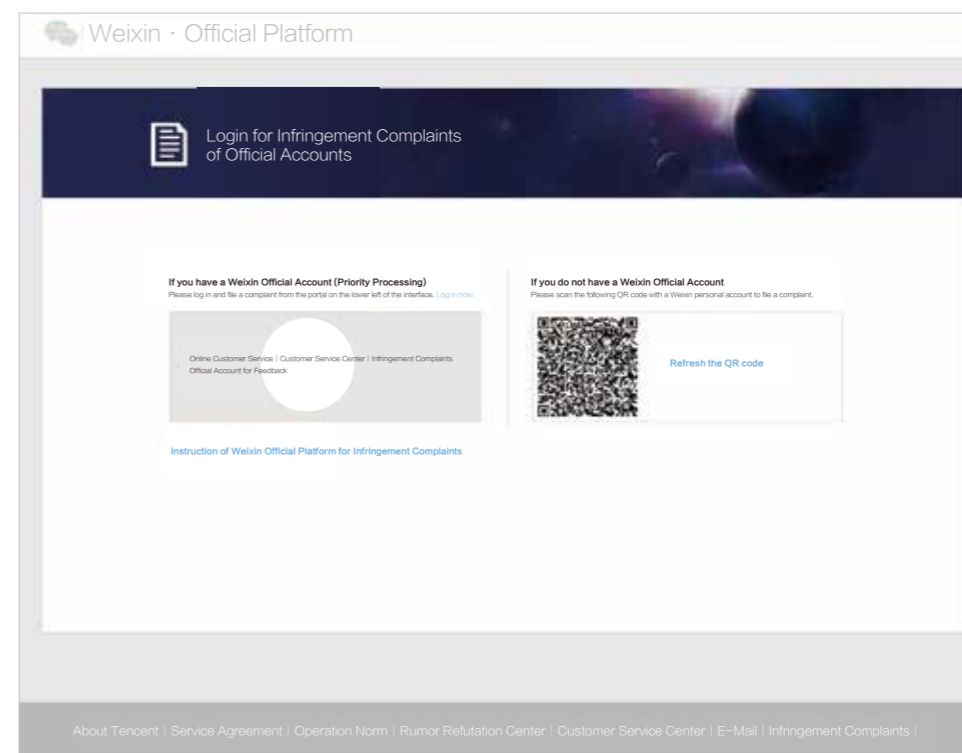 Weixin · Official Platform
Login for Infringement Complaints
of Official Accounts
If you have a Weixin Official Account (Priority Processing)
Please log in and file a complaint from the portal on the lower left of the interface. Log in now.
Online Customer Service | Customer Service Center | Infringement Complaints
Official Account for Feedback
Instruction of Weixin Official Platform for Infringement Complaints
If you do not have a Weixin Official Account
Please scan the following QR code with a Weixin personal account to file a complaint.
Refresh the QR code
About Tencent | Service Agreement | Operation Norm | Rumor Refutation Center | Customer Service Center | E-Mail | Infringement Complaints |